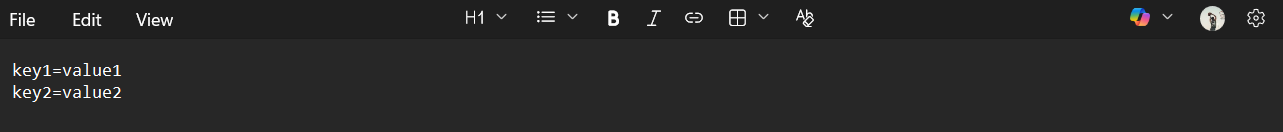 File Edit View H1 B I A
key1=value1
key2=value2